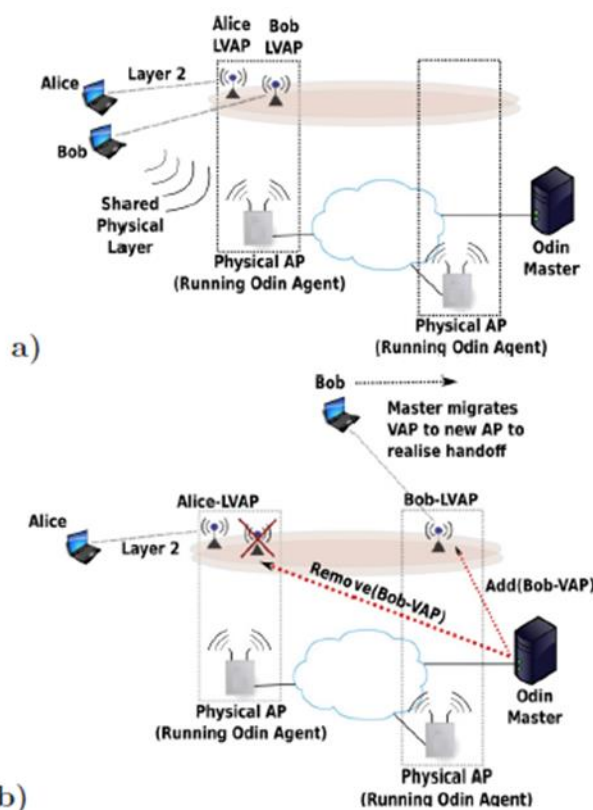 Alice
LVAP
Bob
LVAP
Alice
Layer 2
Bob
Shared
Physical
Layer
Physical AP
(Running Odin Agent)
Odin
Master
Physical AP
(Running Odin Agent)
a)
Bob
Master migrates
VAP to new AP to
realise handoff
Alice-LVAP
Bob-LVAP
Alice
Layer 2
Remove(Bob-VAP)
Add(Bob-VAP)
Odin
Master
Physical AP
(Running Odin Agent)
Physical AP
(Running Odin Agent)
b)